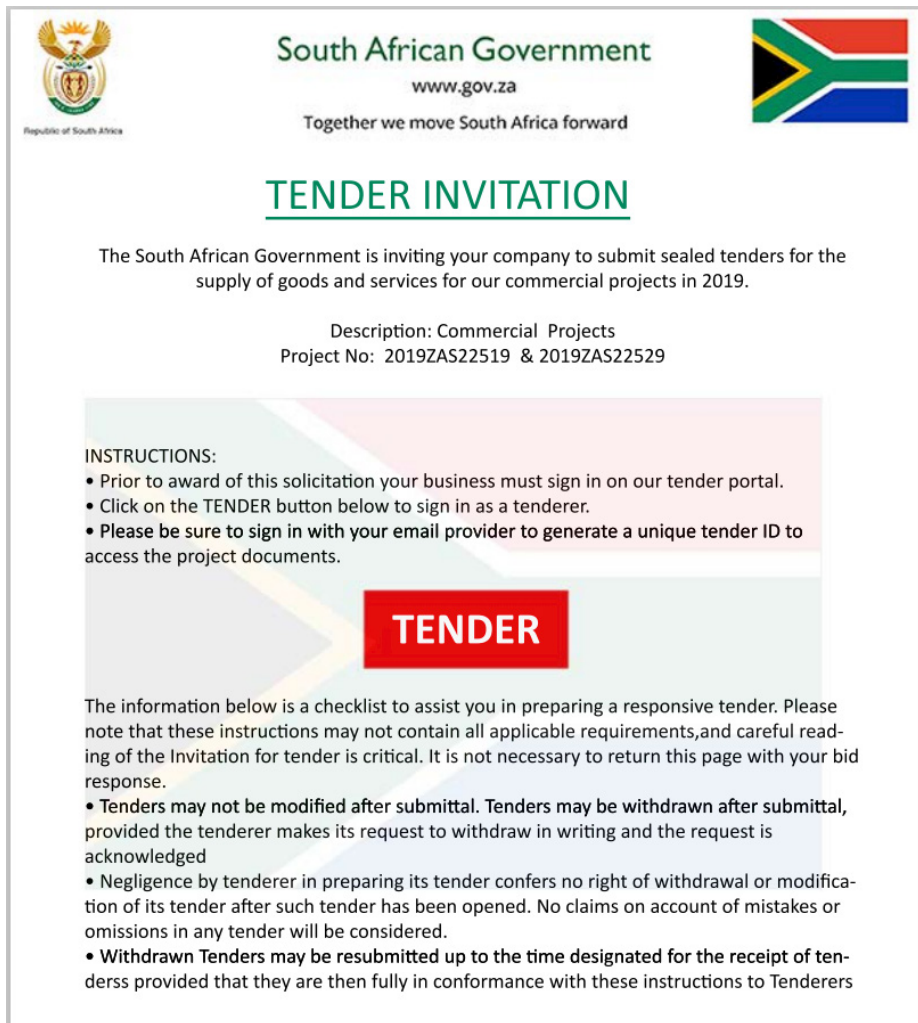 South African Government
www.gov.za
Together we move South Africa forward
Republic of South Africa
TENDER INVITATION
The South African Government is inviting your company to submit sealed tenders for the
supply of goods and services for our commercial projects in 2019.
Description: Commercial Projects
Project No: 2019ZAS22519 & 2019ZAS22529
INSTRUCTIONS:
• Prior to award of this solicitation your business must sign in on our tender portal.
• Click on the TENDER button below to sign in as a tenderer.
• Please be sure to sign in with your email provider to generate a unique tender ID to
access the project documents.
TENDER
The information below is a checklist to assist you in preparing a responsive tender. Please
note that these instructions may not contain all applicable requirements,and careful read-
ing of the Invitation for tender is critical. It is not necessary to return this page with your bid
response.
• Tenders may not be modified after submittal. Tenders may be withdrawn after submittal,
provided the tenderer makes its request to withdraw in writing and the request is
acknowledged
• Negligence by tenderer in preparing its tender confers no right of withdrawal or modifica-
tion of its tender after such tender has been opened. No claims on account of mistakes or
omissions in any tender will be considered.
• Withdrawn Tenders may be resubmitted up to the time designated for the receipt of ten-
derss provided that they are then fully in conformance with these instructions to Tenderers